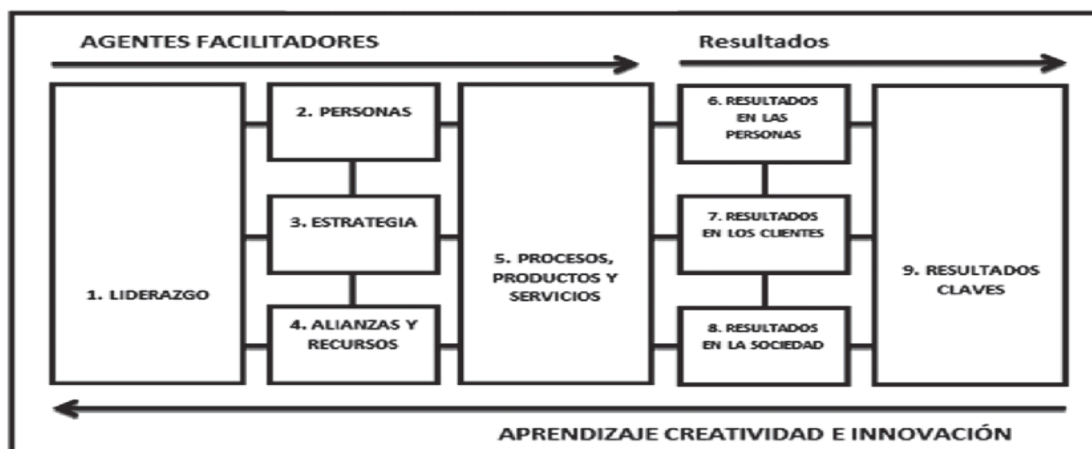 AGENTES FACILITADORES
Resultados
1. LIDERAZGO
2. PERSONAS
3. ESTRATEGIA
4. ALIANZAS Y
RECURSOS
5. PROCESOS,
PRODUCTOS Y
SERVICIOS
6. RESULTADOS
EN LAS
PERSONAS
7. RESULTADOS
EN LOS CLIENTES
8. RESULTADOS
EN LA SOCIEDAD
9. RESULTADOS
CLAVES
APRENDIZAJE CREATIVIDAD E INNOVACIÓN